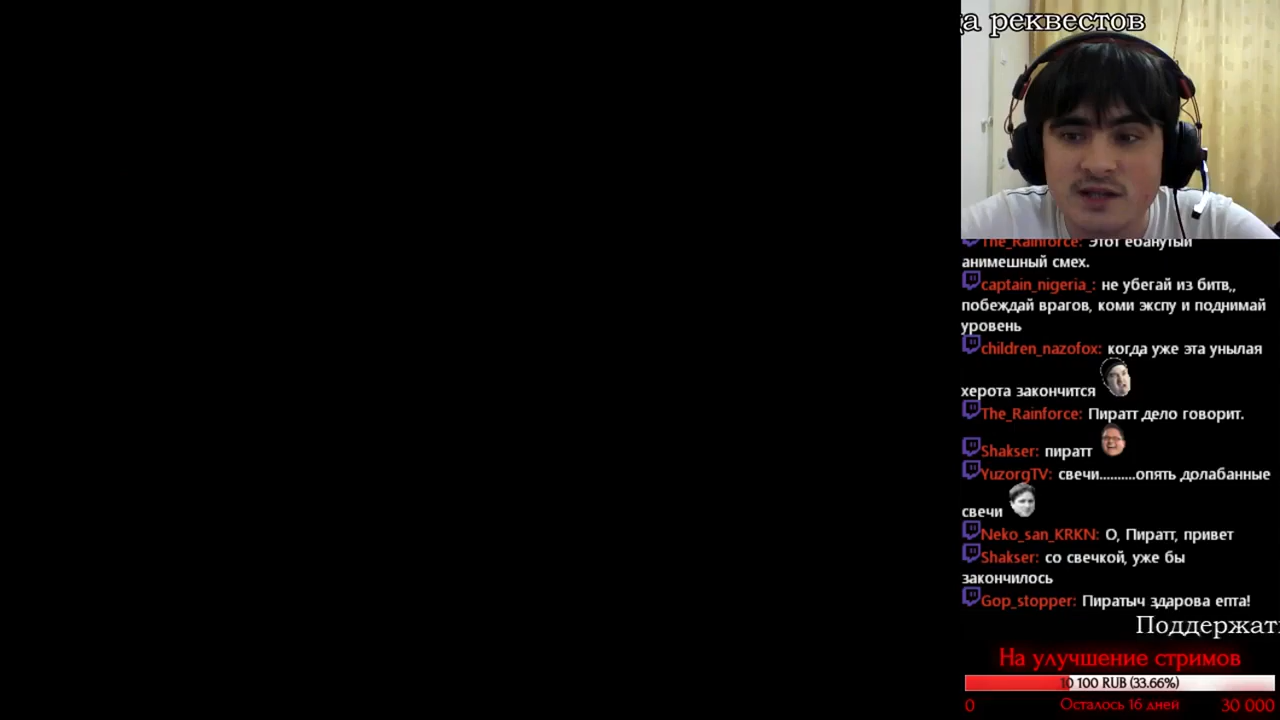 да реквестов
The_Rainforce: Этот ебанутый
анимешный смех.
captain_nigeria_: не убегай из битв,,
побеждай врагов, коми экспу и поднимай
уровень
children_nazofox: когда уже эта унылая
херота закончится
The_Rainforce: Пиратт дело говорит.
Shakser: пиратт
YuzorgTV: свечи..........опять долабанные
свечи
Neko_san_KRKN: О, Пиратт, привет
Shakser: со свечкой, уже бы
закончилось
Gop_stopper: Пиратыч здарова епта!
Поддержат
На улучшение стримов
10 100 RUB (33.66%)
0 Осталось 16 дней 30 000